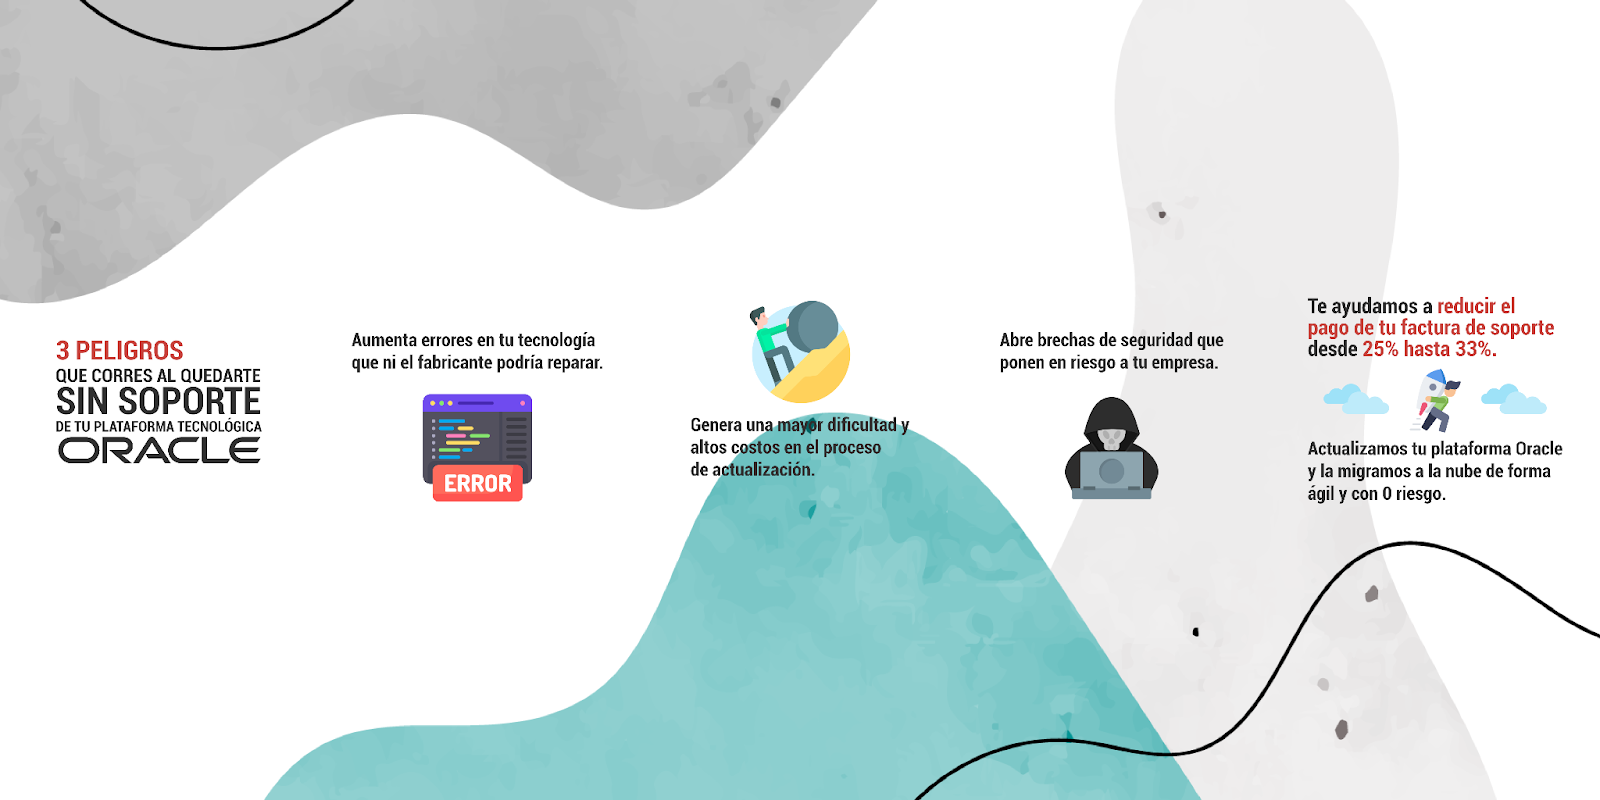 3 PELIGROS
QUE CORRES AL QUEDARTE
SIN SOPORTE
DE TU PLATAFORMA TECNOLÓGICA
ORACLE
Aumenta errores en tu tecnología
que ni el fabricante podría reparar.
ERROR
Genera una mayor dificultad y
altos costos en el proceso
de actualización.
Abre brechas de seguridad que
ponen en riesgo a tu empresa.
Te ayudamos a reducir el
pago de tu factura de soporte
desde 25% hasta 33%.
Actualizamos tu plataforma Oracle
y la migramos a la nube de forma
ágil y con 0 riesgo.